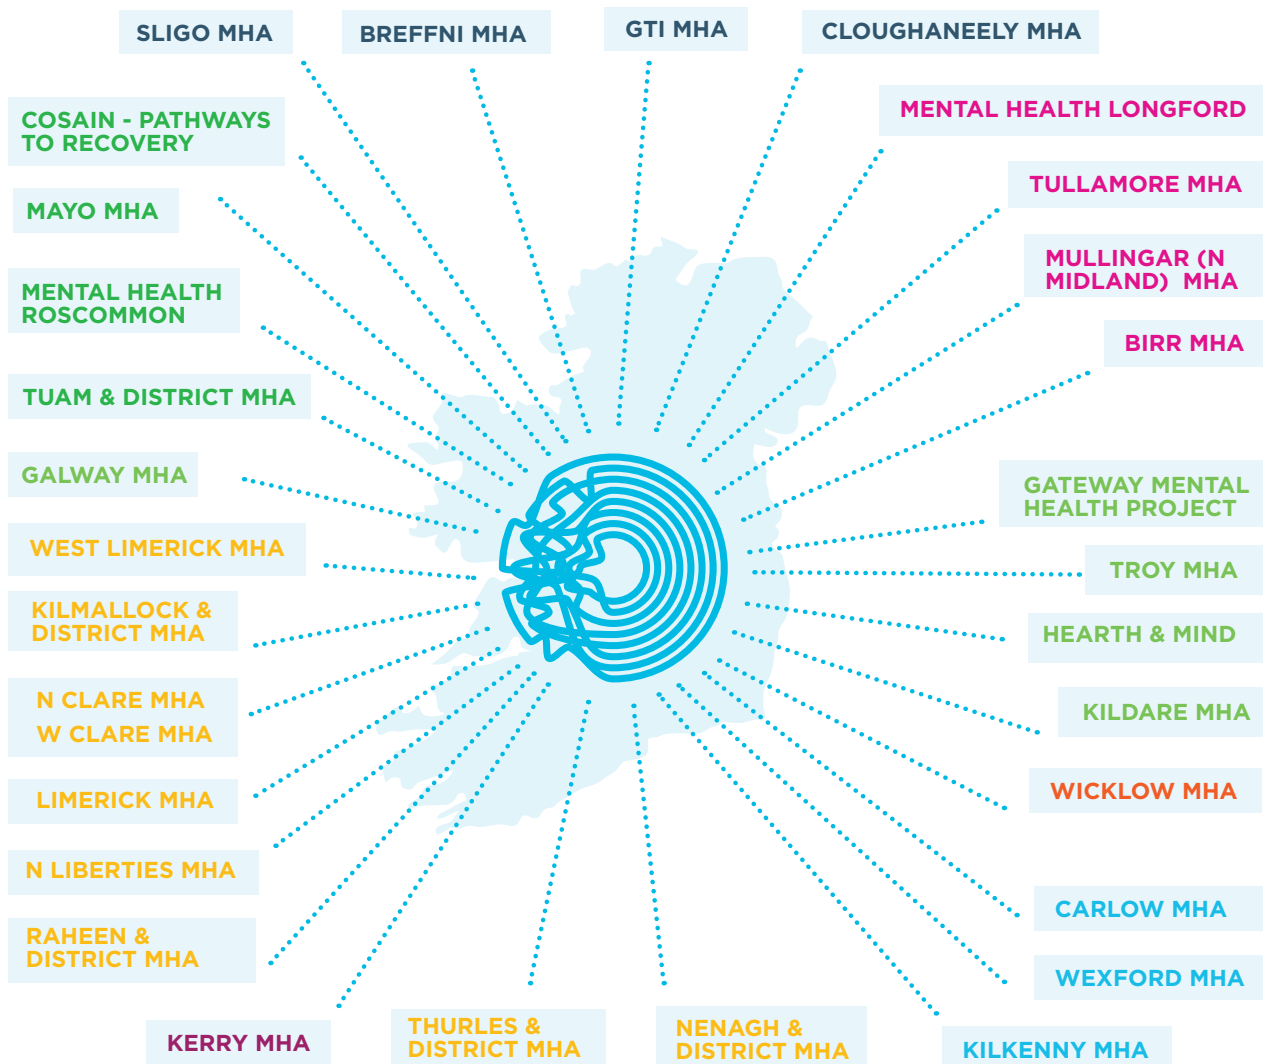 SLIGO MHA
BREFFNI MHA
GTI MHA
CLOUGHANEELY MHA
COSAIN - PATHWAYS
TO RECOVERY
MENTAL HEALTH LONGFORD
MAYO MHA
TULLAMORE MHA
MENTAL HEALTH
ROSCOMMON
MULLINGAR (N
MIDLAND) MHA
BIRR MHA
TUAM & DISTRICT MHA
GALWAY MHA
GATEWAY MENTAL
HEALTH PROJECT
WEST LIMERICK MHA
TROY MHA
KILMALLOCK &
DISTRICT MHA
HEARTH & MIND
N CLARE MHA
W CLARE MHA
KILDARE MHA
LIMERICK MHA
WICKLOW MHA
N LIBERTIES MHA
CARLOW MHA
RAHEEN &
DISTRICT MHA
WEXFORD MHA
KERRY MHA
THURLES &
DISTRICT MHA
NENAGH &
DISTRICT MHA
KILKENNY MHA